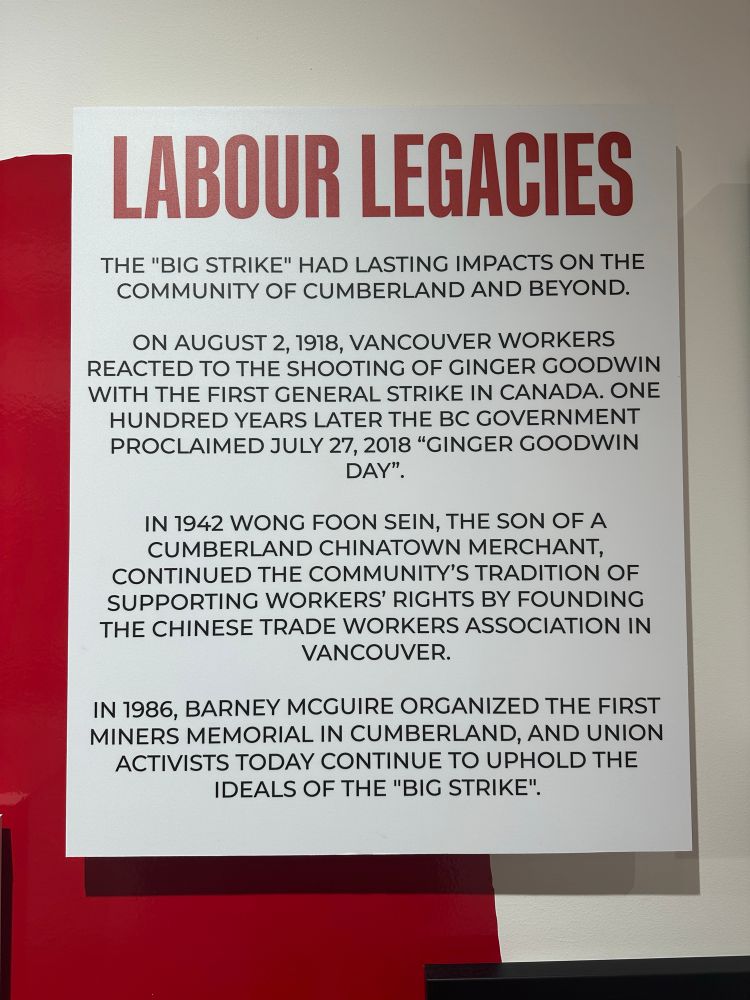 LABOUR LEGACIES
THE "BIG STRIKE" HAD LASTING IMPACTS ON THE
COMMUNITY OF CUMBERLAND AND BEYOND.
ON AUGUST 2, 1918, VANCOUVER WORKERS
REACTED TO THE SHOOTING OF GINGER GOODWIN
WITH THE FIRST GENERAL STRIKE IN CANADA. ONE
HUNDRED YEARS LATER THE BC GOVERNMENT
PROCLAIMED JULY 27, 2018 “GINGER GOODWIN
DAY”.
IN 1942 WONG FOON SEIN, THE SON OF A
CUMBERLAND CHINATOWN MERCHANT,
CONTINUED THE COMMUNITY’S TRADITION OF
SUPPORTING WORKERS’ RIGHTS BY FOUNDING
THE CHINESE TRADE WORKERS ASSOCIATION IN
VANCOUVER.
IN 1986, BARNEY MCGUIRE ORGANIZED THE FIRST
MINERS MEMORIAL IN CUMBERLAND, AND UNION
ACTIVISTS TODAY CONTINUE TO UPHOLD THE
IDEALS OF THE "BIG STRIKE".